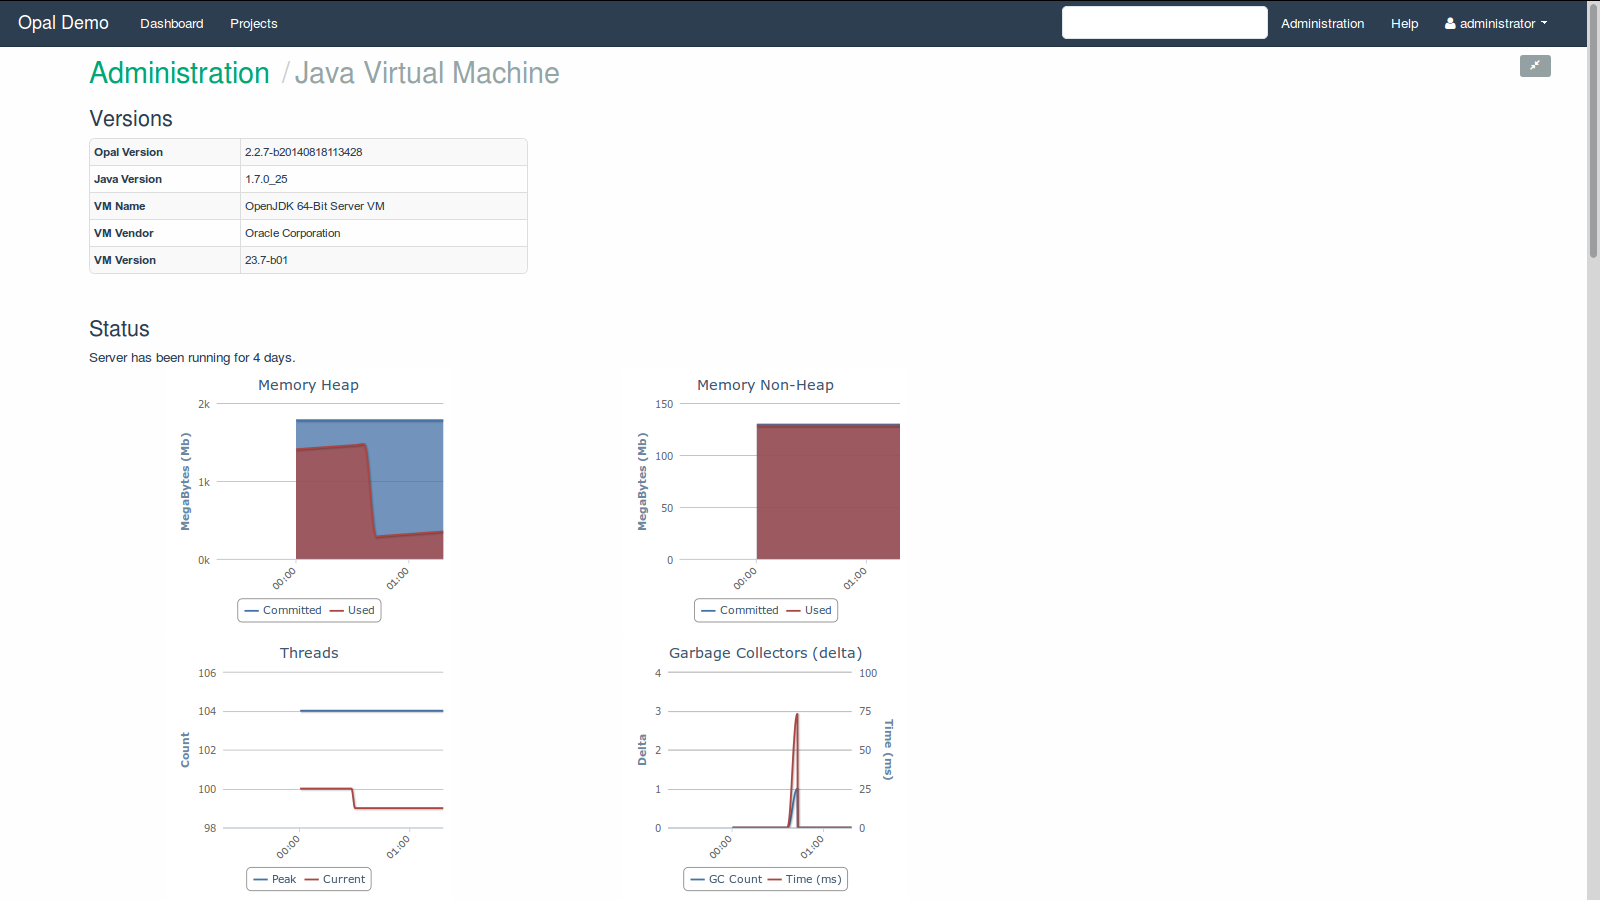 Opal Demo Dashboard Projects Administration Help administrator
Administration / Java Virtual Machine
Versions
Opal Version 2.2.7-b20140818113428
Java Version 1.7.0_25
VM Name OpenJDK 64-Bit Server VM
VM Vendor Oracle Corporation
VM Version 23.7-b01
Status
Server has been running for 4 days.
Memory Heap
2k
1k
0k
MegaBytes (Mb)
00:00 01:00
Committed Used
Memory Non-Heap
150
100
50
0
MegaBytes (Mb)
00:00 01:00
Committed Used
Threads
106
104
102
100
98
Count
00:00 01:00
Peak Current
Garbage Collectors (delta)
4 100
3 75
2 50
1 25
0 0
Delta
Time (ms)
00:00 01:00
GC Count Time (ms)